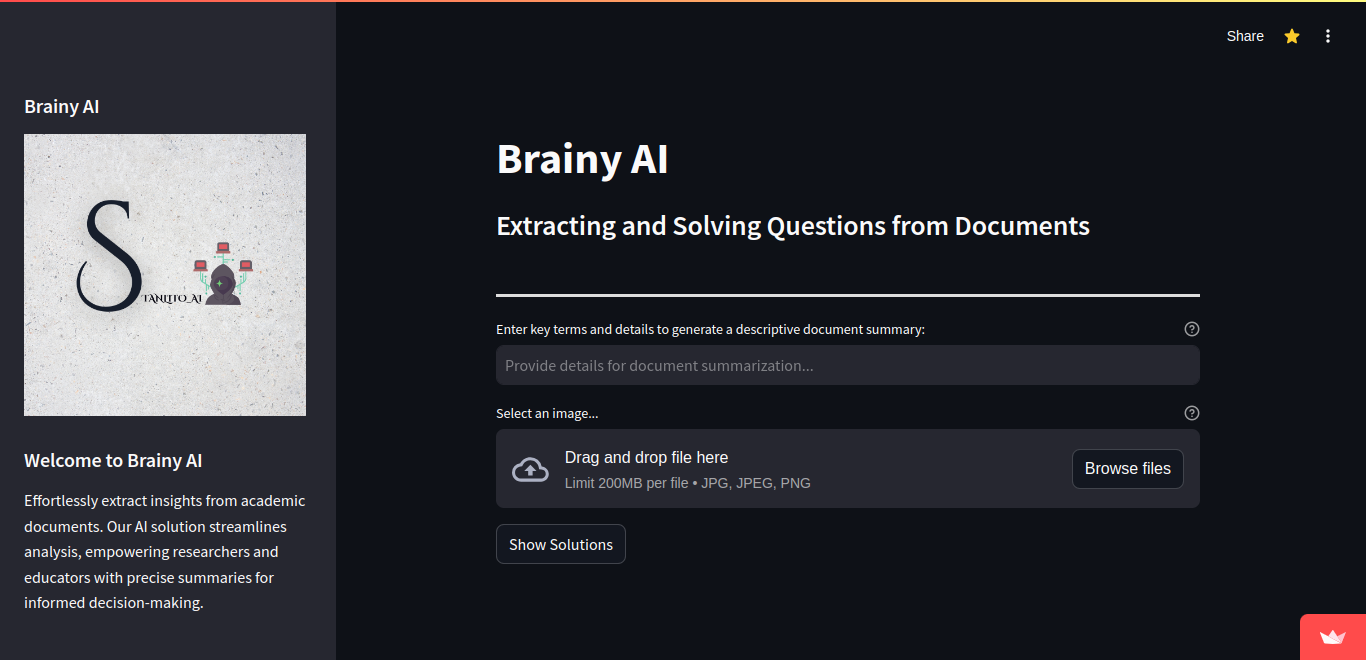 Share
Brainy AI
S
TANLITO_AI
Welcome to Brainy AI
Effortlessly extract insights from academic
documents. Our AI solution streamlines
analysis, empowering researchers and
educators with precise summaries for
informed decision-making.
Brainy AI
Extracting and Solving Questions from Documents
Enter key terms and details to generate a descriptive document summary:
Provide details for document summarization...
Select an image...
Drag and drop file here
Limit 200MB per file • JPG, JPEG, PNG
Browse files
Show Solutions